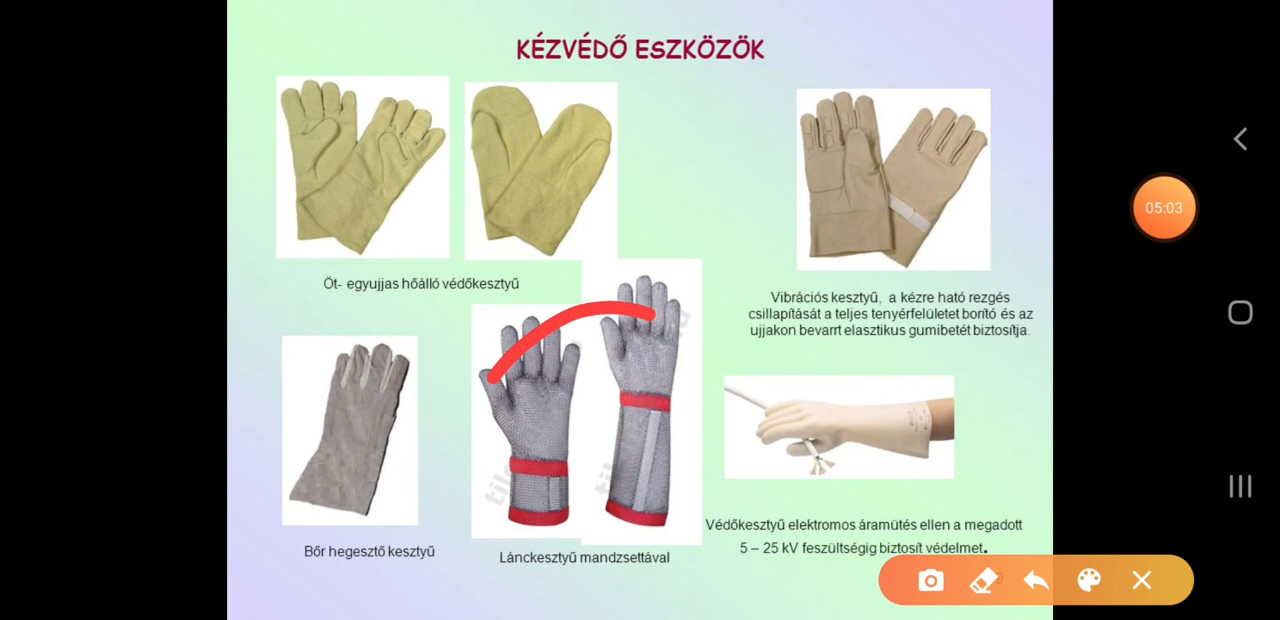 KÉZVÉDŐ ESZKÖZÖK
Öt- egyujjas hőálló védőkesztyű
Vibrációs kesztyű, a kézre ható rezgés
csillapítását a teljes tenyérfelületet borító és az
ujjakon bevarrt elasztikus gumibetét biztosítja.
05:03
Bőr hegesztő kesztyű
Lánckesztyű mandzsettával
Védőkesztyű elektromos áramütés ellen a megadott
5 – 25 kV feszültségig biztosít védelmet.